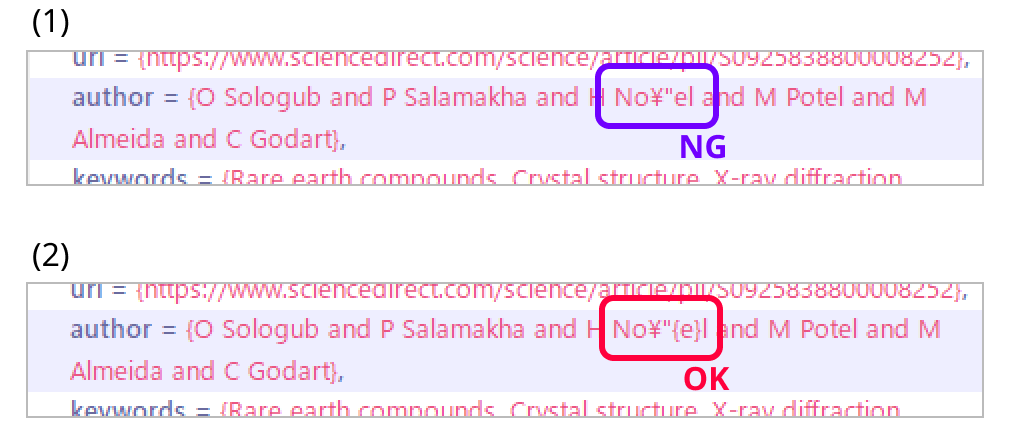 (1)
url = {https://www.sciencedirect.com/science/article/pii/S0925838800008252},
author = {O Sologub and P Salamakha and H No¥"el and M Potel and M
Almeida and C Godart},
NG
keywords = {Rare earth compounds, Crystal structure, X-ray diffraction
(2)
url = {https://www.sciencedirect.com/science/article/pii/S0925838800008252},
author = {O Sologub and P Salamakha and H No¥"{e}l and M Potel and M
Almeida and C Godart},
OK
keywords = {Rare earth compounds, Crystal structure, X-ray diffraction